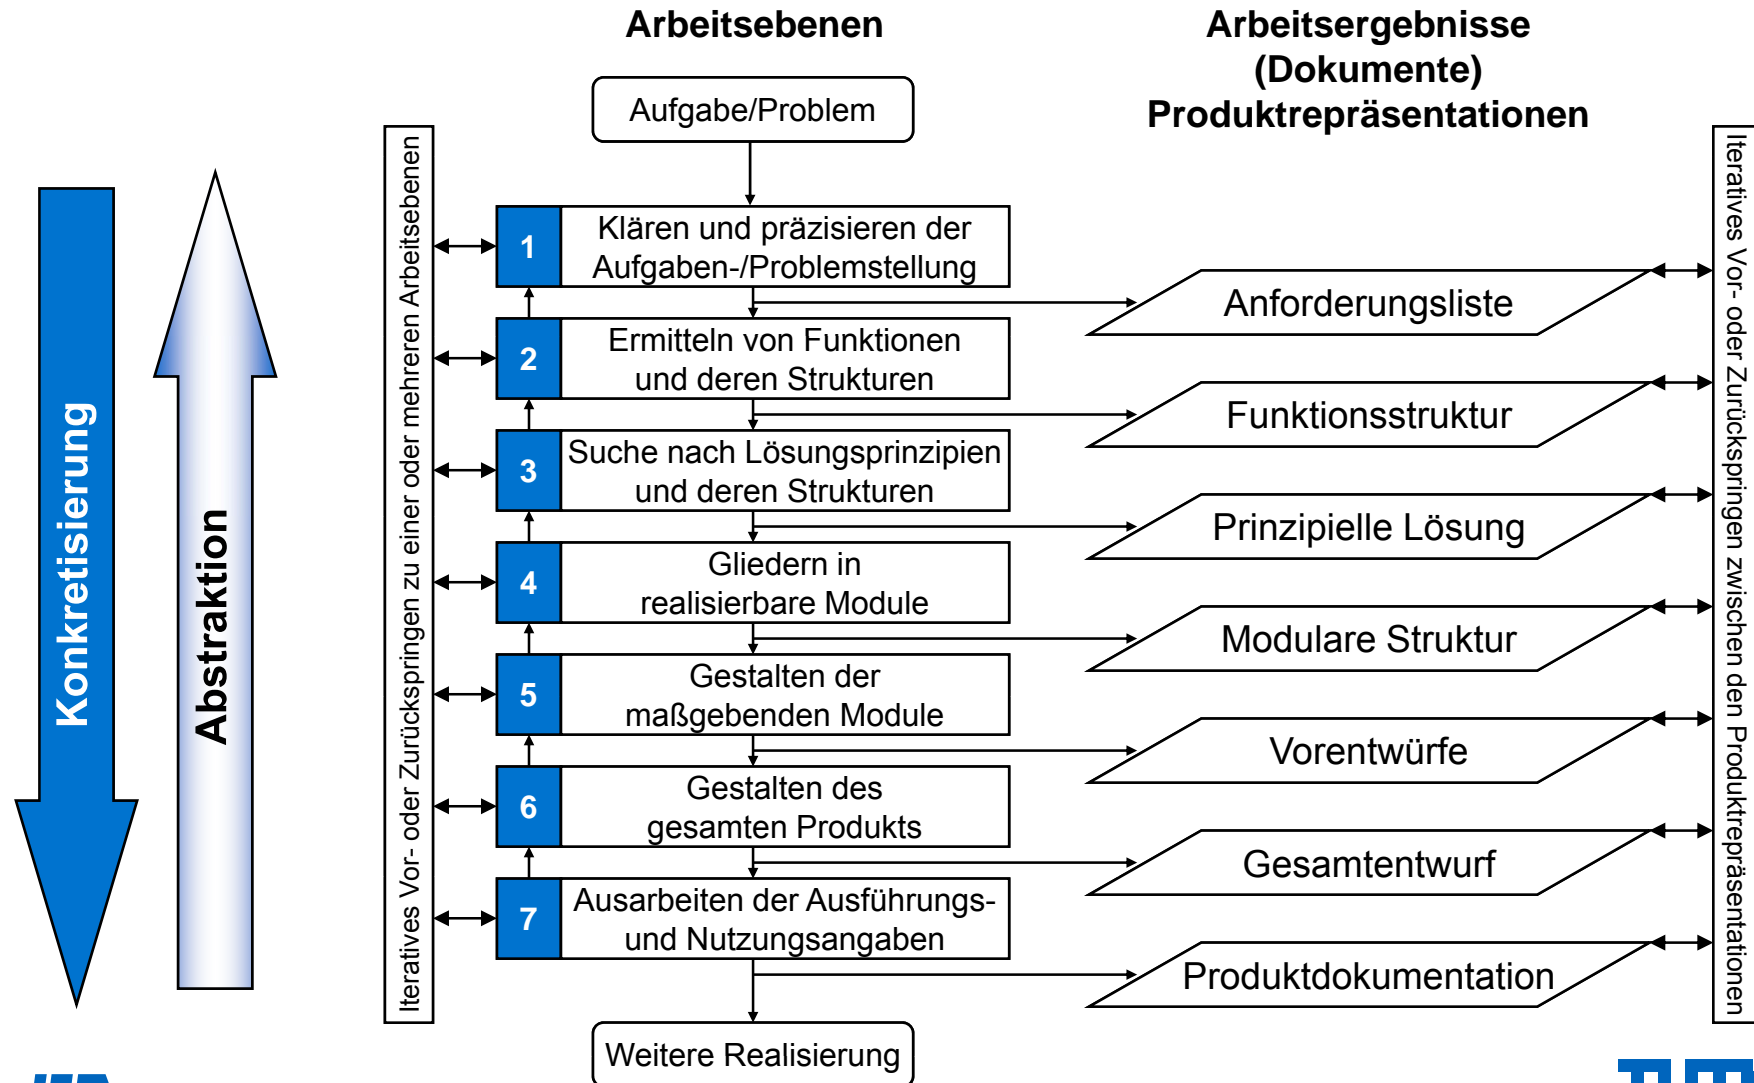 Arbeitsebenen
Arbeitsergebnisse
(Dokumente)
Produktrepräsentationen
Aufgabe/Problem
Konkretisierung
Abstraktion
Iteratives Vor- oder Zurückspringen zu einer oder mehreren Arbeitsebenen
1
Klären und präzisieren der
Aufgaben-/Problemstellung
Anforderungsliste
2
Ermitteln von Funktionen
und deren Strukturen
Funktionsstruktur
3
Suche nach Lösungsprinzipien
und deren Strukturen
Prinzipielle Lösung
4
Gliedern in
realisierbare Module
Modulare Struktur
5
Gestalten der
maßgebenden Module
Vorentwürfe
6
Gestalten des
gesamten Produkts
Gesamtentwurf
7
Ausarbeiten der Ausführungs-
und Nutzungsangaben
Produktdokumentation
Weitere Realisierung
Iteratives Vor- oder Zurückspringen zwischen den Produktrepräsentationen